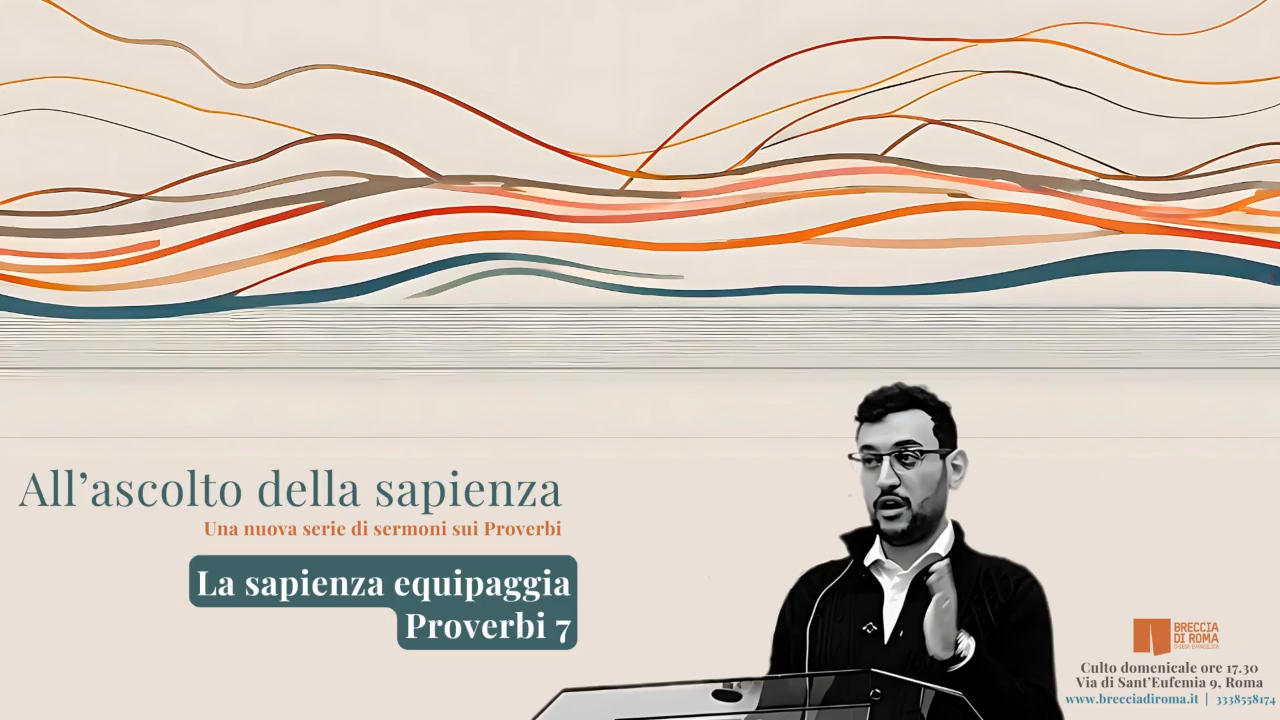 All'ascolto della sapienza
Una nuova serie di sermoni sui Proverbi
La sapienza equipaggia
Proverbi 7
BRECCIA
DI ROMA
CHIESA EVANGELICA
Culto domenicale ore 17.30
Via di Sant'Eufemia 9, Roma
www.brecciadiroma.it | 3338558174